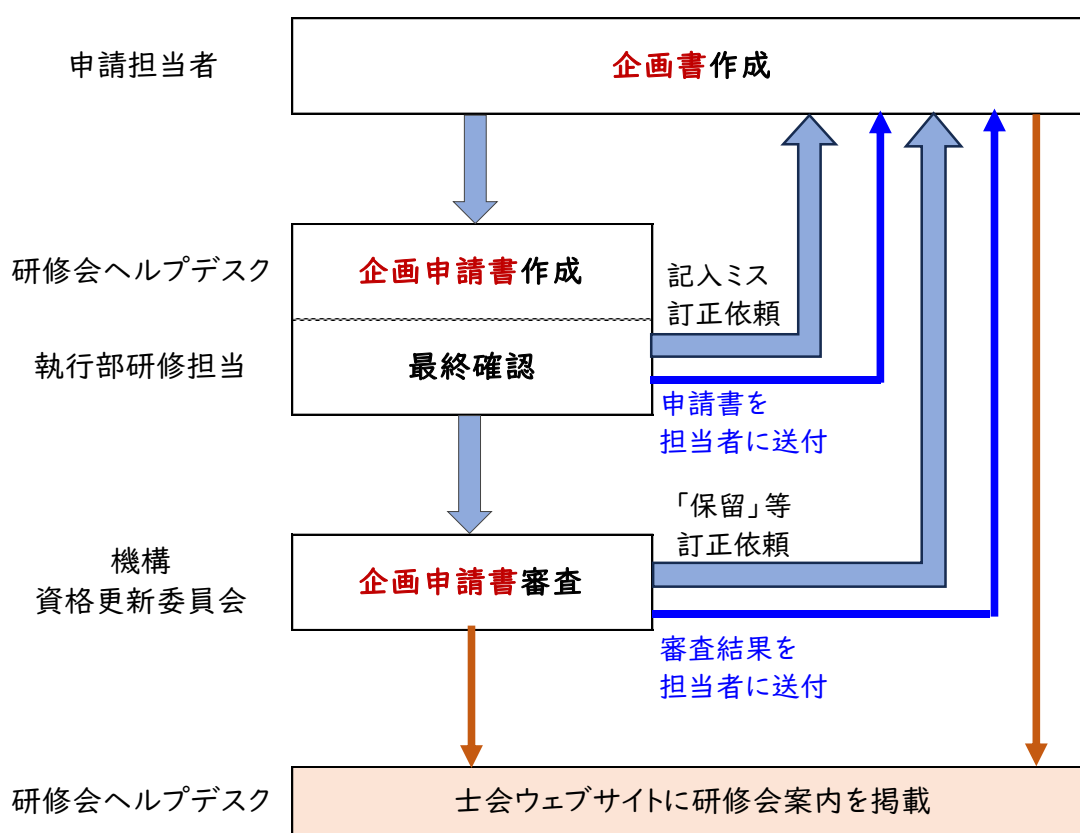 申請担当者
企画書作成
研修会ヘルプデスク
企画申請書作成
記入ミス
訂正依頼
執行部研修担当
最終確認
申請書を
担当者に送付
「保留」等
訂正依頼
機構
資格更新委員会
企画申請書審査
審査結果を
担当者に送付
研修会ヘルプデスク
士会ウェブサイトに研修会案内を掲載